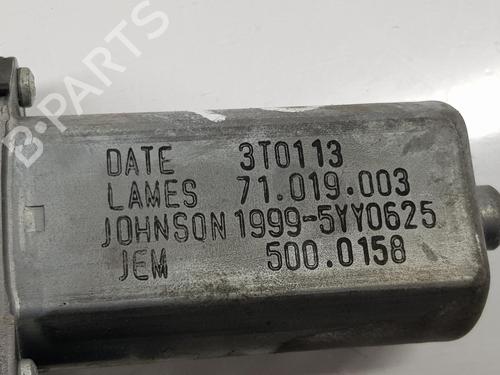 B-PARTS
DATE 3T0113
LAMES 71.019.003
JOHNSON 1999-5YY0625
JEM 500.0158